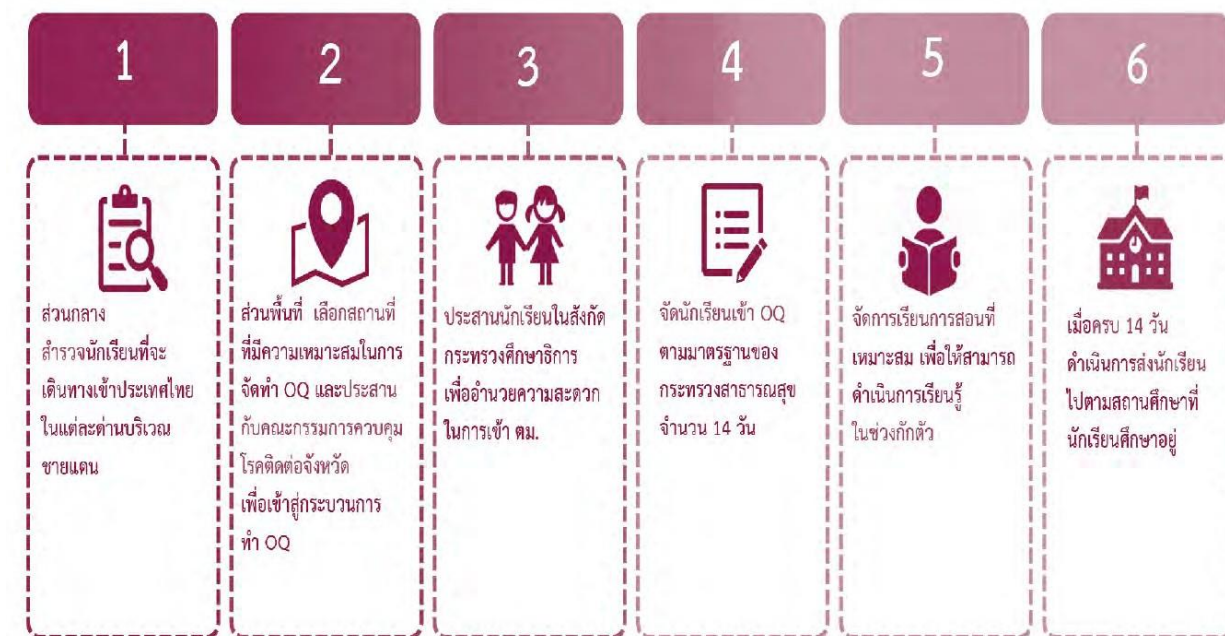 1
ส่วนกลาง
สำรวจนักเรียนที่จะ
เดินทางเข้าประเทศไทย
ในแต่ละด่านบริเวณ
ชายแดน
2
ส่วนพื้นที่ เลือกสถานที่
ที่มีความเหมาะสมในการ
จัดทำ OQ และประสาน
กับคณะกรรมการควบคุม
โรคติดต่อจังหวัด
เพื่อเข้าสู่กระบวนการ
ทำ OQ
3
ประสานนักเรียนในสังกัด
กระทรวงศึกษาธิการ
เพื่ออำนวยความสะดวก
ในการเข้า ตม.
4
จัดนักเรียนเข้า OQ
ตามมาตรฐานของ
กระทรวงสาธารณสุข
จำนวน 14 วัน
5
จัดการเรียนการสอนที่
เหมาะสม เพื่อให้สามารถ
ดำเนินการเรียนรู้
ในช่วงกักตัว
6
เมื่อครบ 14 วัน
ดำเนินการส่งนักเรียน
ไปตามสถานศึกษาที่
นักเรียนศึกษาอยู่